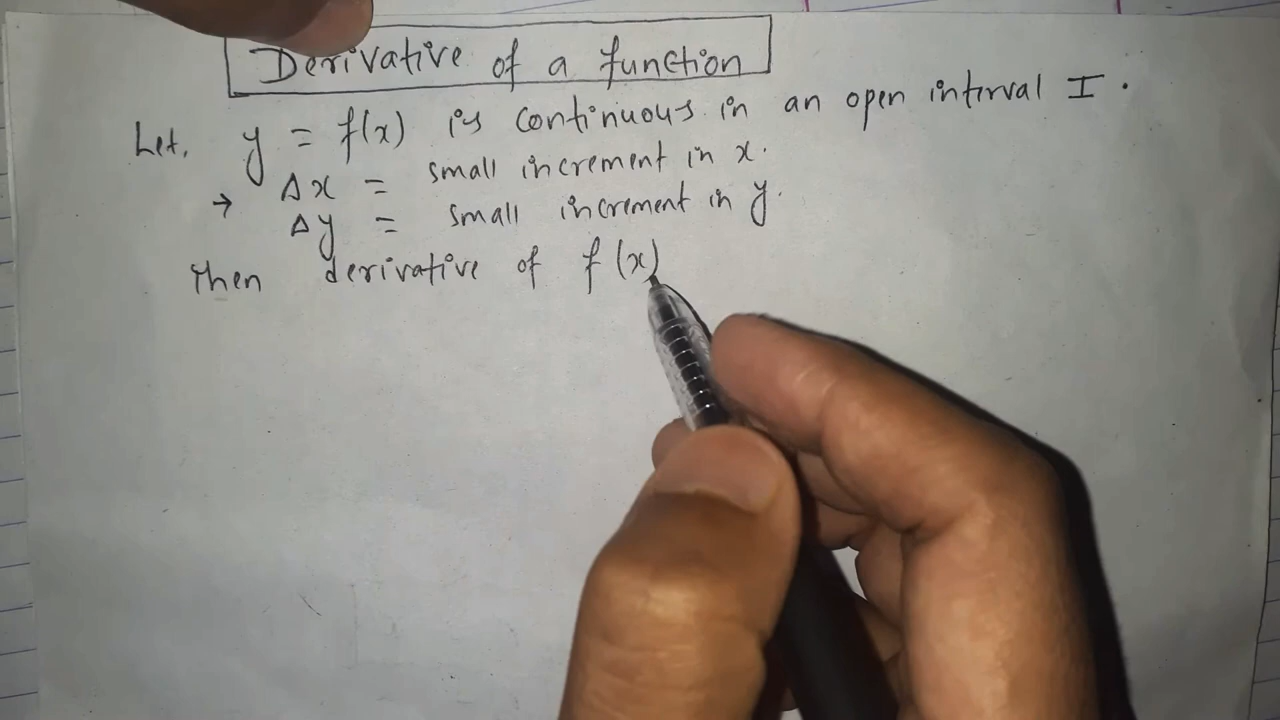 Derivative of a function
Let, y = f(x) is continuous in an open interval I.
→ Δx = small increment in x.
Δy = small increment in y.
Then derivative of f(x)